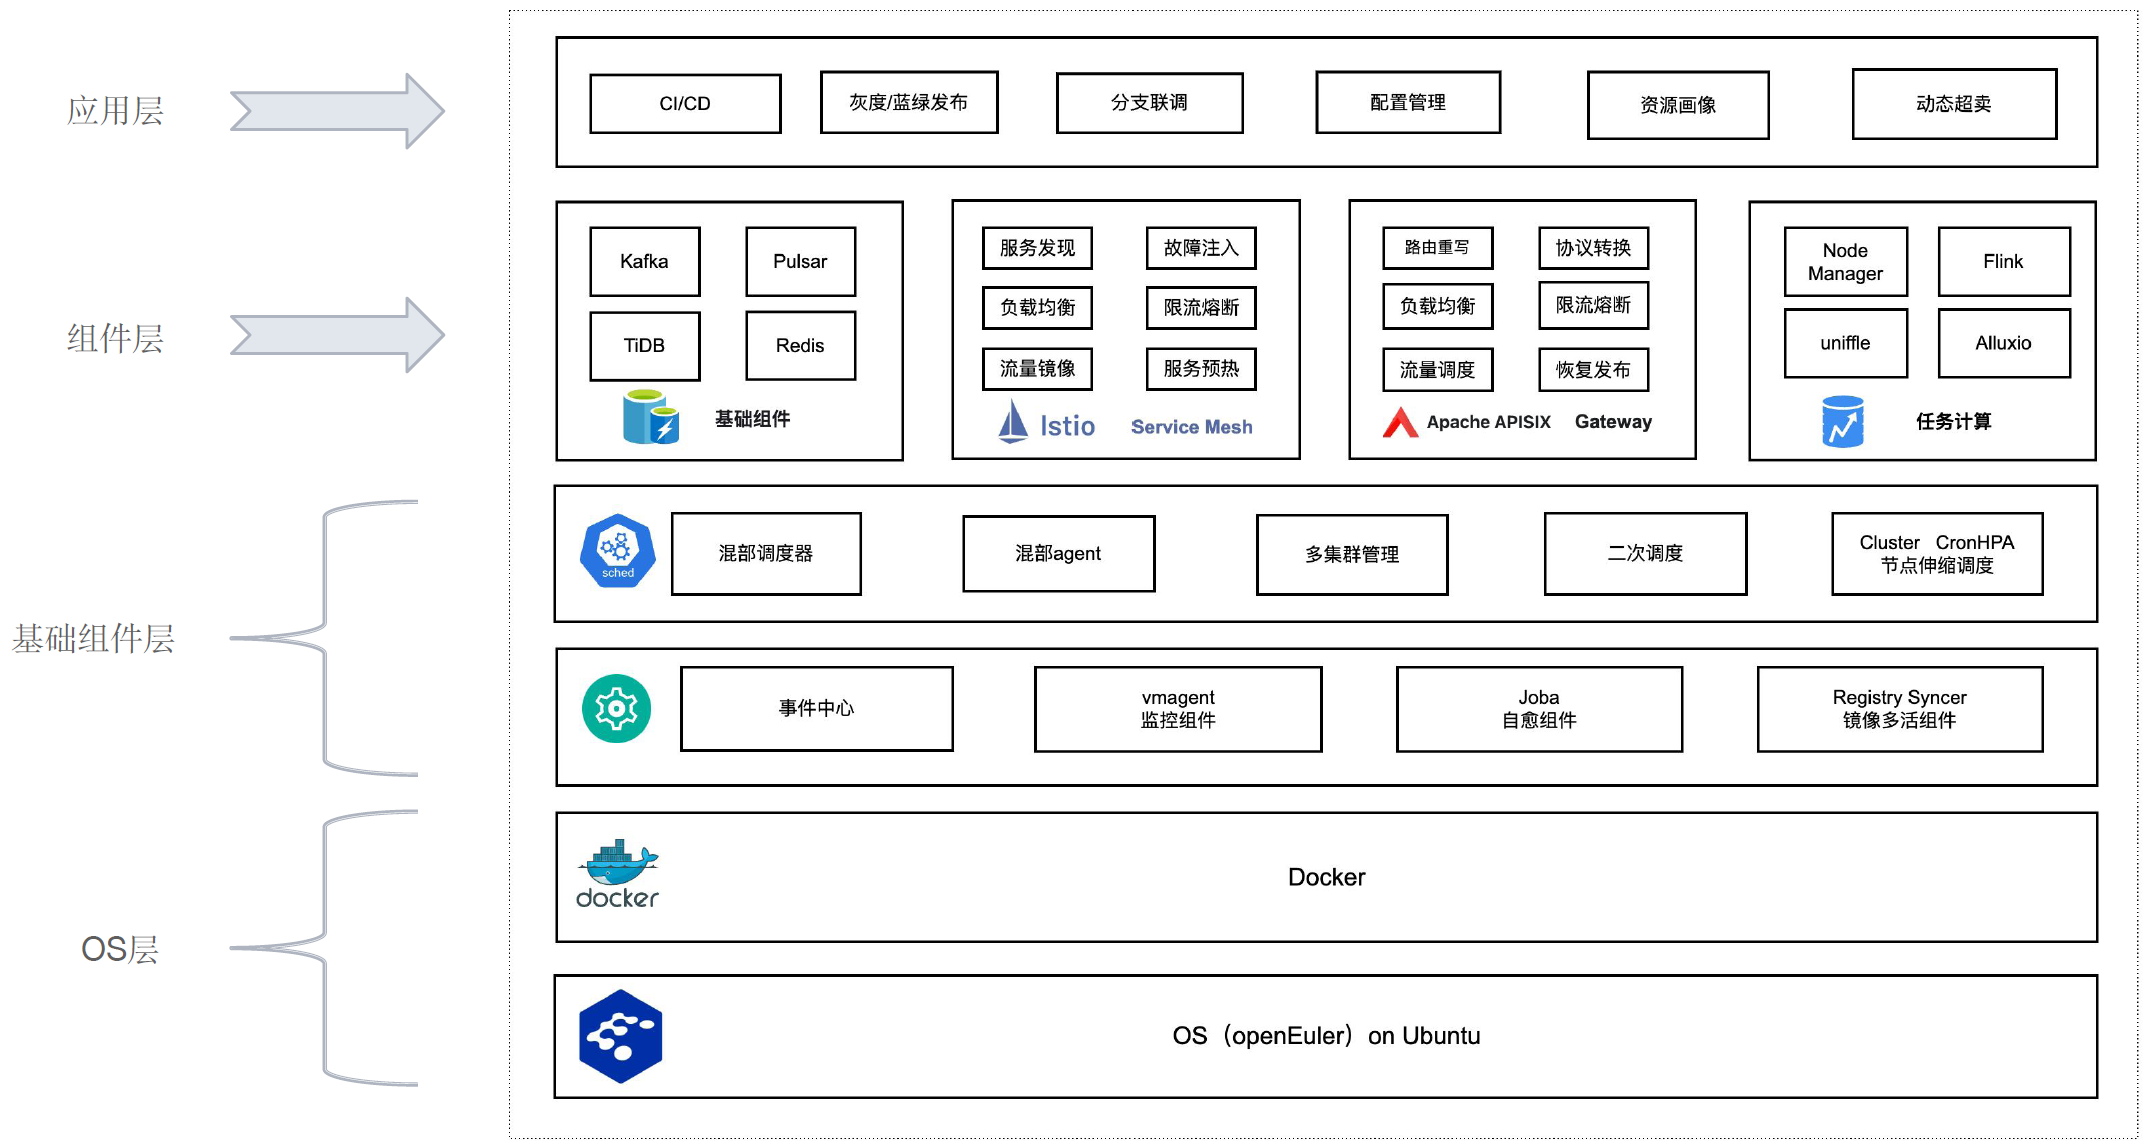 应用层
CI/CD
灰度/蓝绿发布
分支联调
配置管理
资源画像
动态超卖
组件层
Kafka
Pulsar
TiDB
Redis
基础组件
服务发现
故障注入
负载均衡
限流熔断
流量镜像
服务预热
Istio
Service Mesh
路由重写
协议转换
负载均衡
限流熔断
流量调度
恢复发布
Apache APISIX
Gateway
Node
Manager
Flink
uniffle
Alluxio
任务计算
基础组件层
sched
混部调度器
混部agent
多集群管理
二次调度
Cluster CronHPA
节点伸缩调度
事件中心
vmagent
监控组件
Joba
自愈组件
Registry Syncer
镜像多活组件
OS层
docker
Docker
OS（openEuler）on Ubuntu